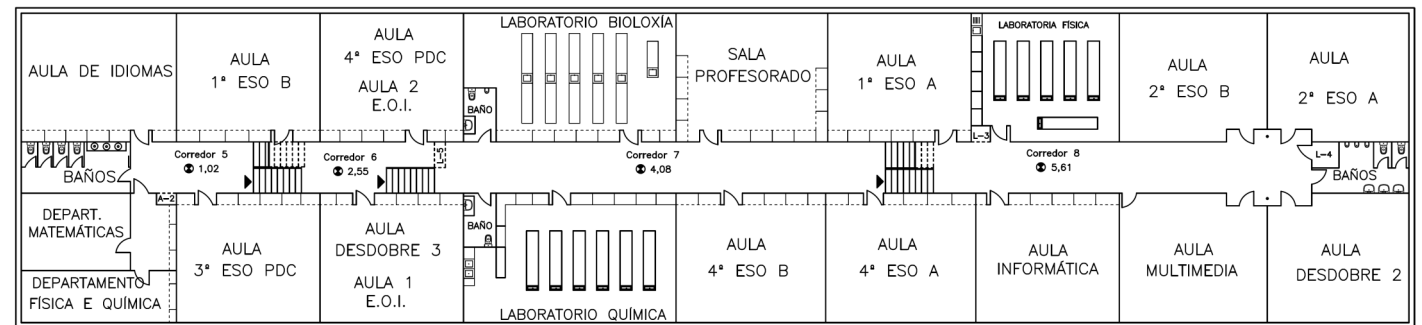 AULA DE IDIOMAS
AULA
1ª ESO B
AULA
4ª ESO PDC
AULA 2
E.O.I.
BAÑO
LABORATORIO BIOLOXÍA
SALA
PROFESORADO
AULA
1ª ESO A
LABORATORIA FÍSICA
L-3
AULA
2ª ESO B
AULA
2ª ESO A
BAÑOS
Corredor 5
1,02
Corredor 6
2,55
L-5
Corredor 7
4,08
Corredor 8
5,61
L-4
BAÑOS
A-2
DEPART.
MATEMÁTICAS
DEPARTAMENTO
FÍSICA E QUÍMICA
AULA
3ª ESO PDC
AULA
DESDOBRE 3
AULA 1
E.O.I.
BAÑO
LABORATORIO QUÍMICA
AULA
4ª ESO B
AULA
4ª ESO A
AULA
INFORMÁTICA
AULA
MULTIMEDIA
AULA
DESDOBRE 2